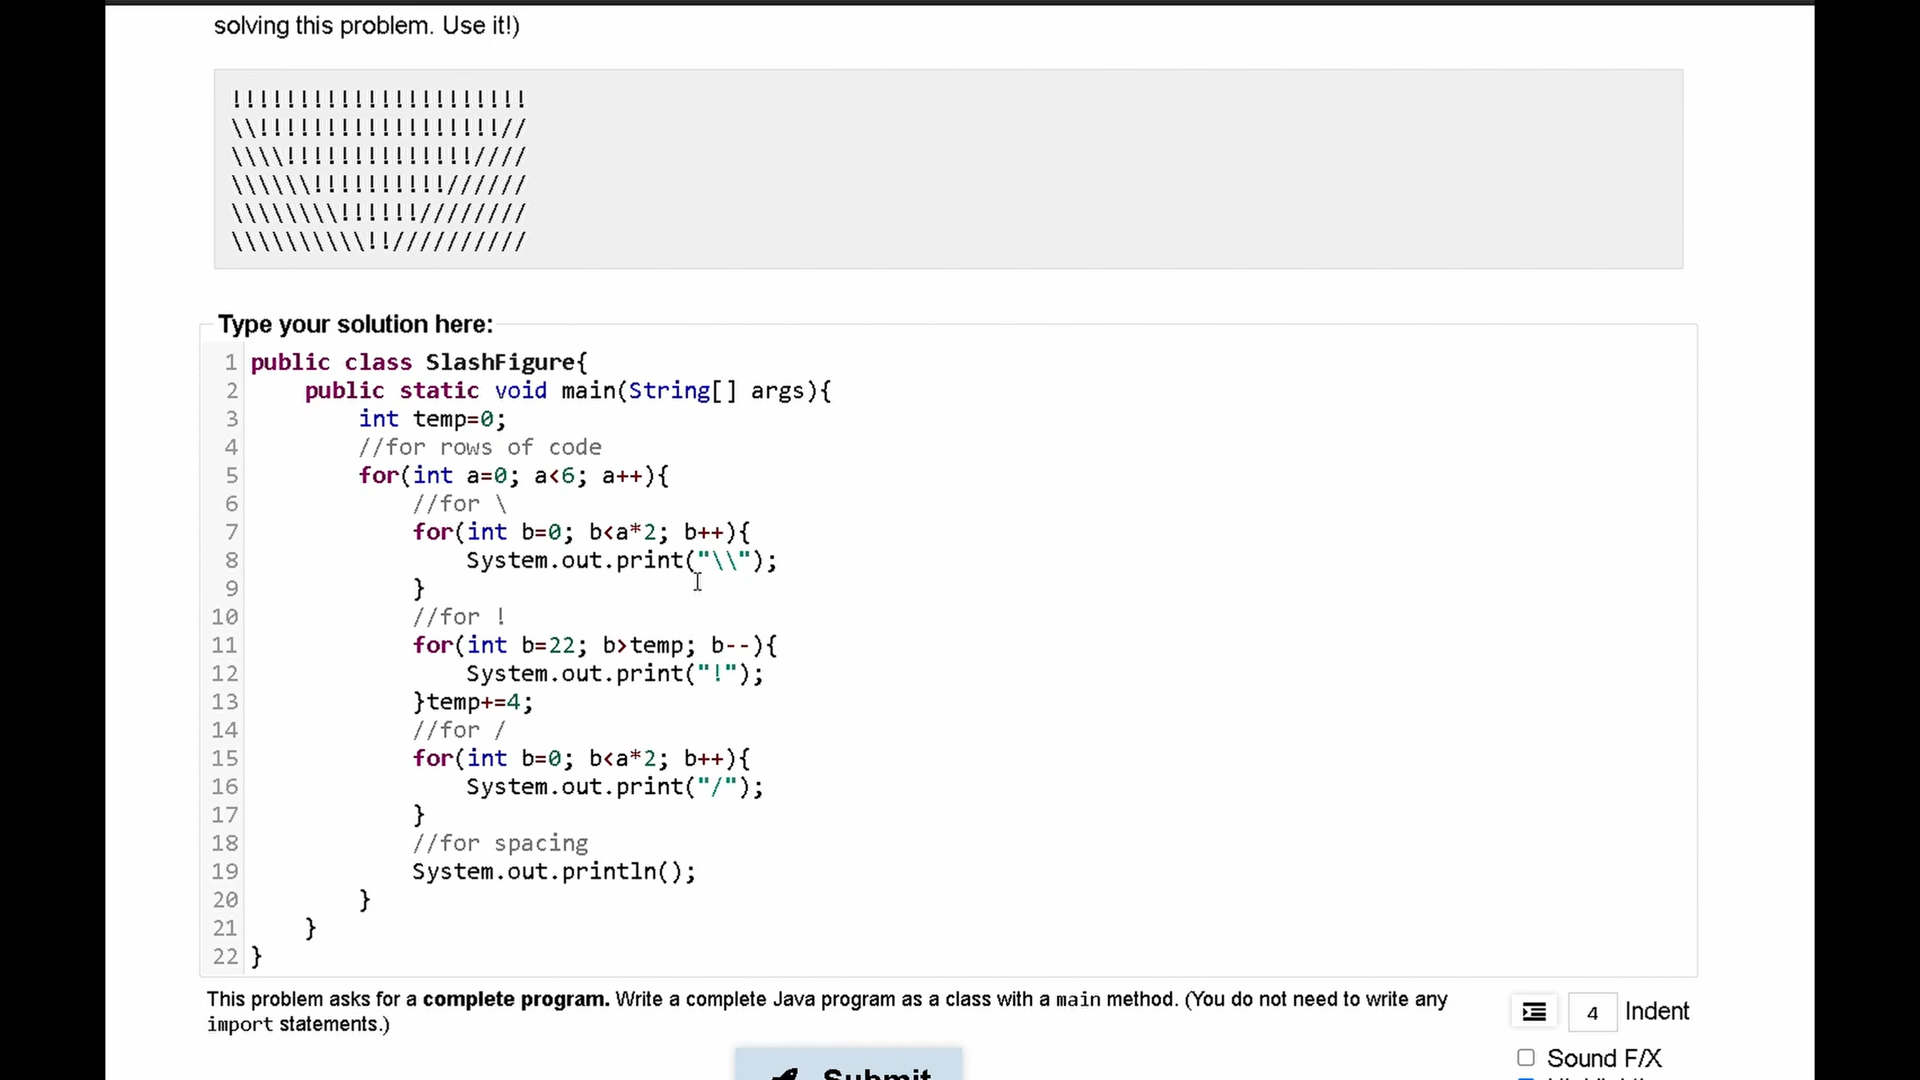 solving this problem. Use it!)
!!!!!!!!!!!!!!!!!!!!!!
\\!!!!!!!!!!!!!!!!!!//
\\\\!!!!!!!!!!!!!!////
\\\\\\!!!!!!!!!!//////
\\\\\\\\!!!!!!////////
\\\\\\\\\\!!//////////
Type your solution here:
1 public class SlashFigure{
2     public static void main(String[] args){
3         int temp=0;
4         //for rows of code
5         for(int a=0; a<6; a++){
6             //for \
7             for(int b=0; b<a*2; b++){
8                 System.out.print("\\");
9             }
10             //for !
11             for(int b=22; b>temp; b--){
12                 System.out.print("!");
13             }temp+=4;
14             //for /
15             for(int b=0; b<a*2; b++){
16                 System.out.print("/");
17             }
18             //for spacing
19             System.out.println();
20         }
21     }
22 }
This problem asks for a complete program. Write a complete Java program as a class with a main method. (You do not need to write any
import statements.)
4 Indent
Sound F/X
Submit